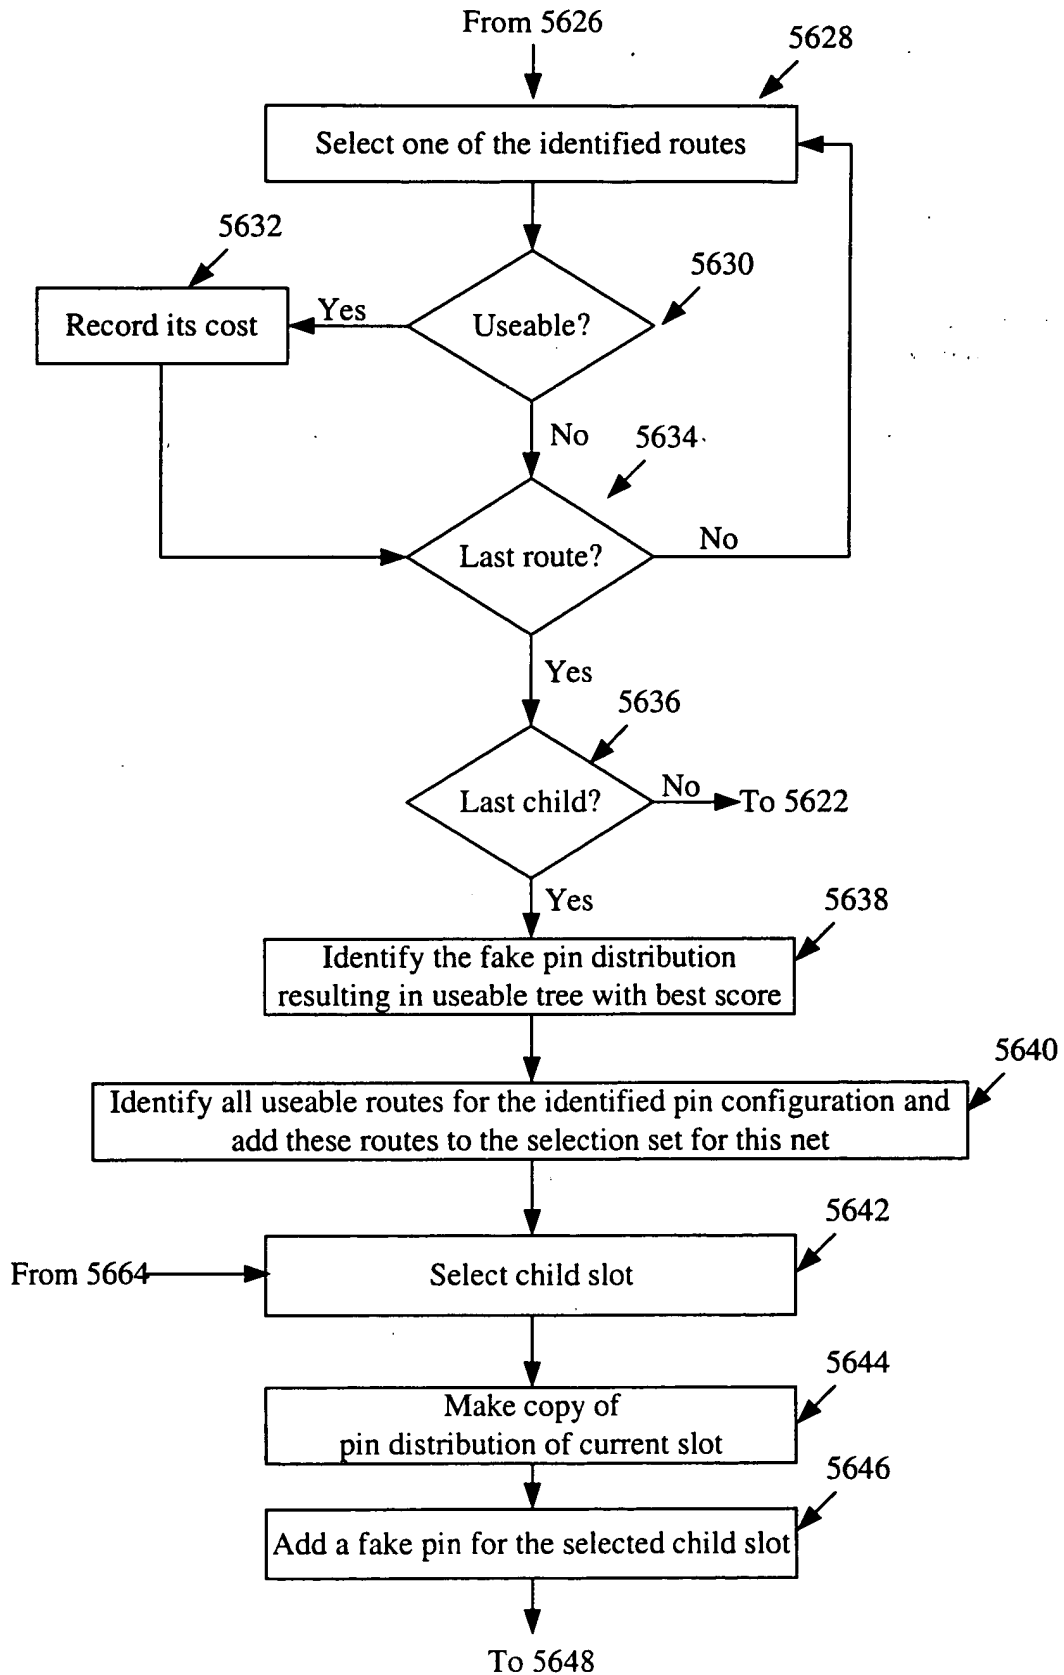 From 5626
5628
Select one of the identified routes
5632
5630
Record its cost
Yes
Useable?
No
5634
Last route?
No
Yes
5636
Last child?
No
To 5622
Yes
5638
Identify the fake pin distribution
resulting in useable tree with best score
5640
Identify all useable routes for the identified pin configuration and
add these routes to the selection set for this net
5642
From 5664
Select child slot
5644
Make copy of
pin distribution of current slot
5646
Add a fake pin for the selected child slot
To 5648